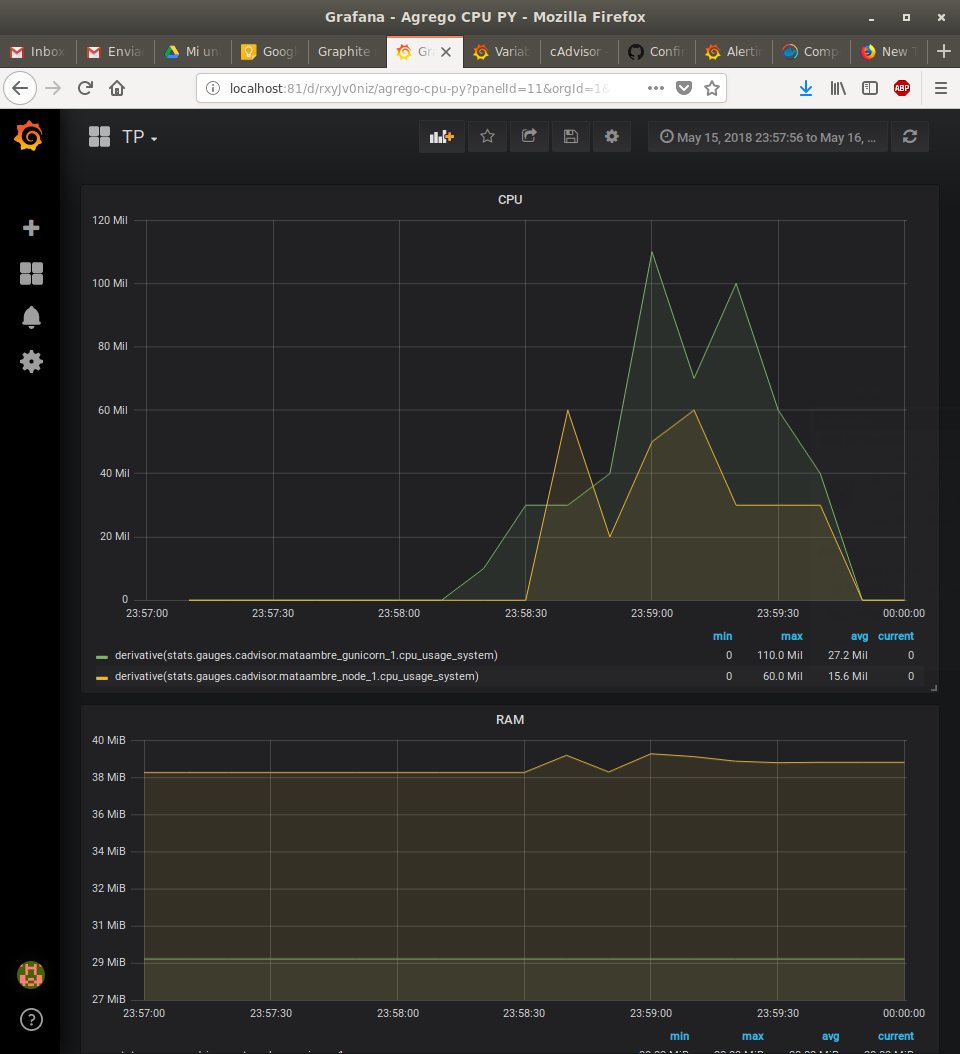 Grafana - Agrego CPU PY - Mozilla Firefox
Inbo
Envia
Mi un
Goog
Graphite
Gr
Varial
cAdvisor -
Confi
Alerti
Comp
New T
localhost:81/d/rxyJv0niz/agrego-cpu-py?panelId=11&orgId=1&
ABP
TP
May 15, 2018 23:57:56 to May 16, ...
CPU
120 Mil
100 Mil
80 Mil
60 Mil
40 Mil
20 Mil
0
23:57:00 23:57:30 23:58:00 23:58:30 23:59:00 23:59:30 00:00:00
min max avg current
derivative(stats.gauges.cadvisor.mataambre_gunicorn_1.cpu_usage_system) 0 110.0 Mil 27.2 Mil 0
derivative(stats.gauges.cadvisor.mataambre_node_1.cpu_usage_system) 0 60.0 Mil 15.6 Mil 0
RAM
40 MiB
38 MiB
36 MiB
34 MiB
32 MiB
31 MiB
29 MiB
27 MiB
23:57:00 23:57:30 23:58:00 23:58:30 23:59:00 23:59:30 00:00:00
min max avg current